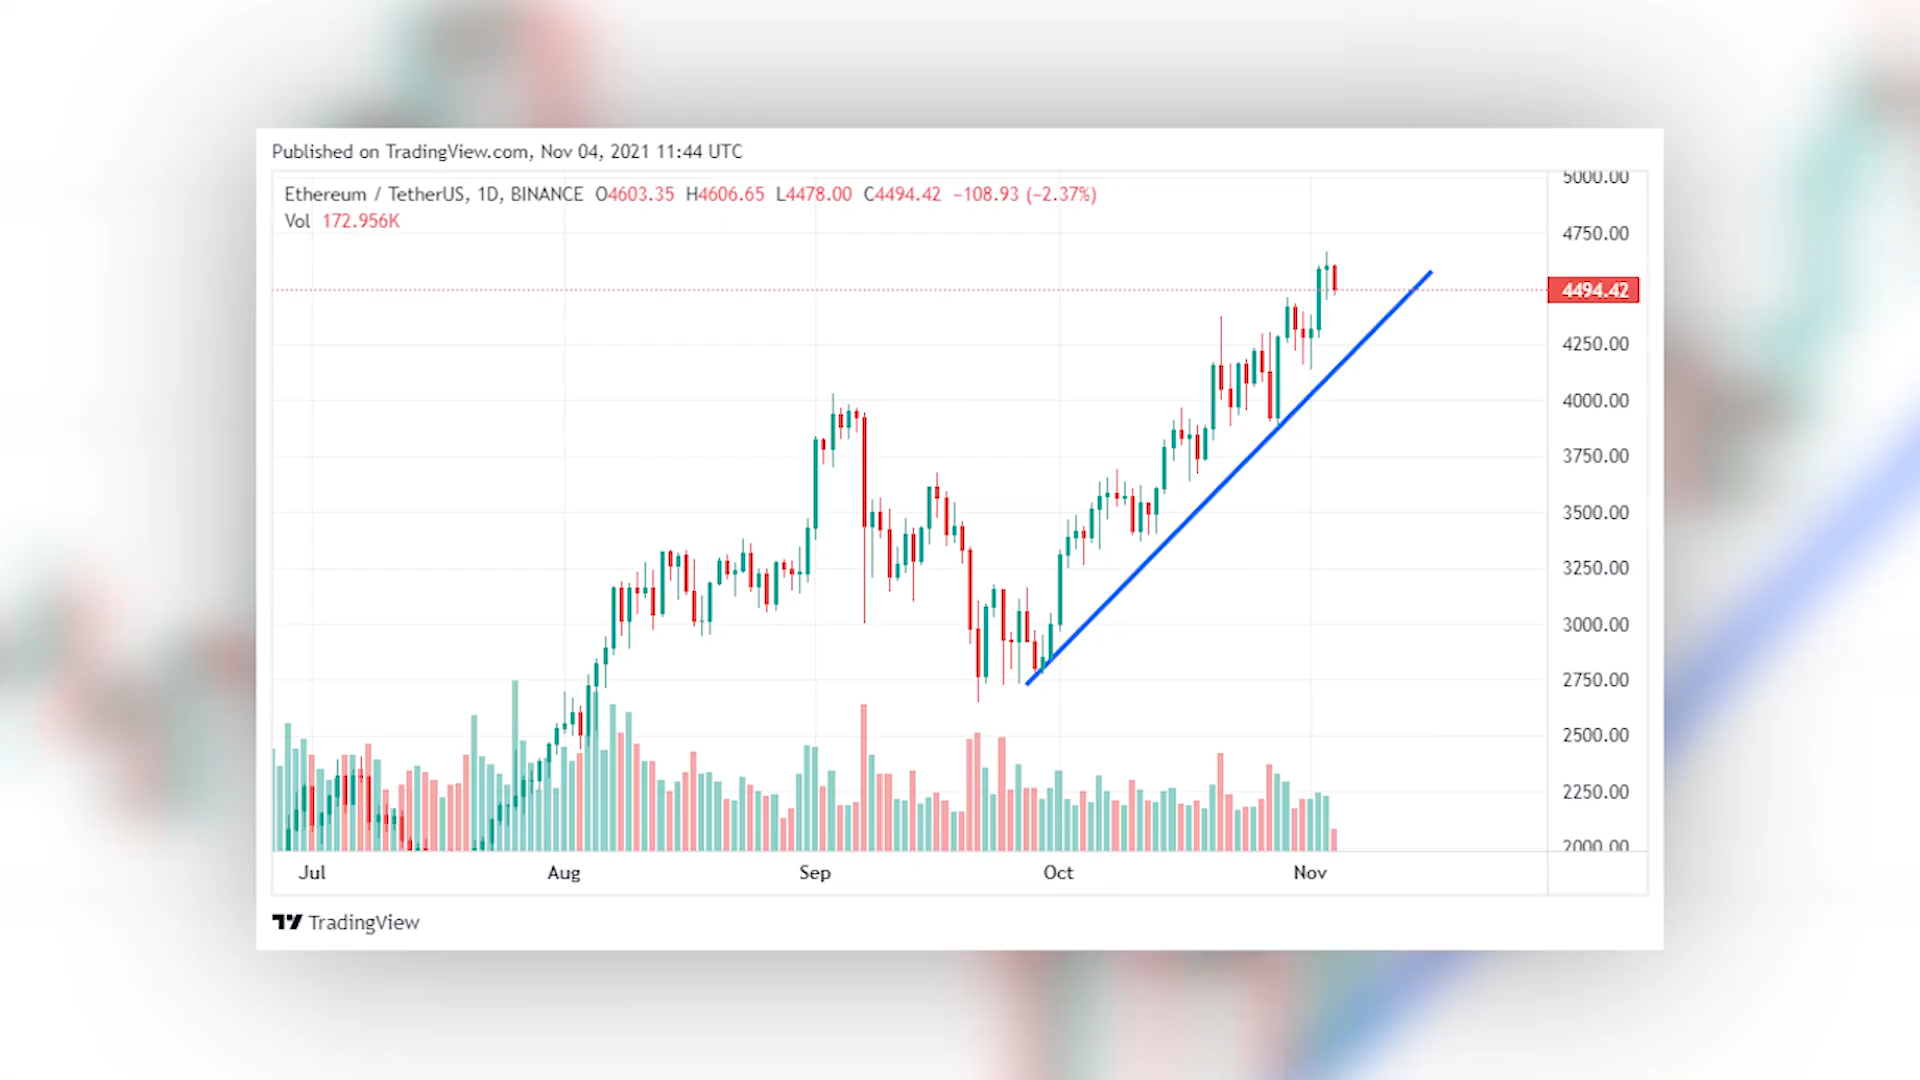 Published on TradingView.com, Nov 04, 2021 11:44 UTC
Ethereum / TetherUS, 1D, BINANCE O4603.35 H4606.65 L4478.00 C4494.42 −108.93 (−2.37%)
Vol 172.956K
5000.00
4750.00
4494.42
4250.00
4000.00
3750.00
3500.00
3250.00
3000.00
2750.00
2500.00
2250.00
2000.00
Jul Aug Sep Oct Nov
TradingView